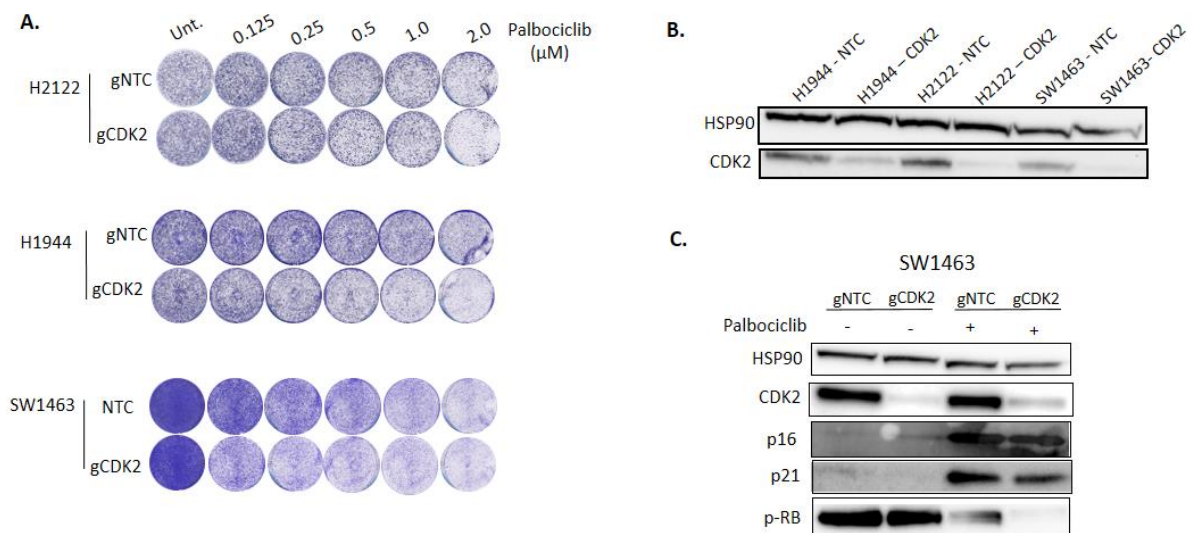 A.
Unt. 0.125 0.25 0.5 1.0 2.0 Palbociclib
(μM)
H2122
gNTC
gCDK2
H1944
gNTC
gCDK2
SW1463
NTC
gCDK2
B.
H1944 - NTC
H1944 – CDK2
H2122 - NTC
H2122 – CDK2
SW1463 - NTC
SW1463- CDK2
HSP90
CDK2
C.
SW1463
gNTC gCDK2 gNTC gCDK2
Palbociclib - - + +
HSP90
CDK2
p16
p21
p-RB